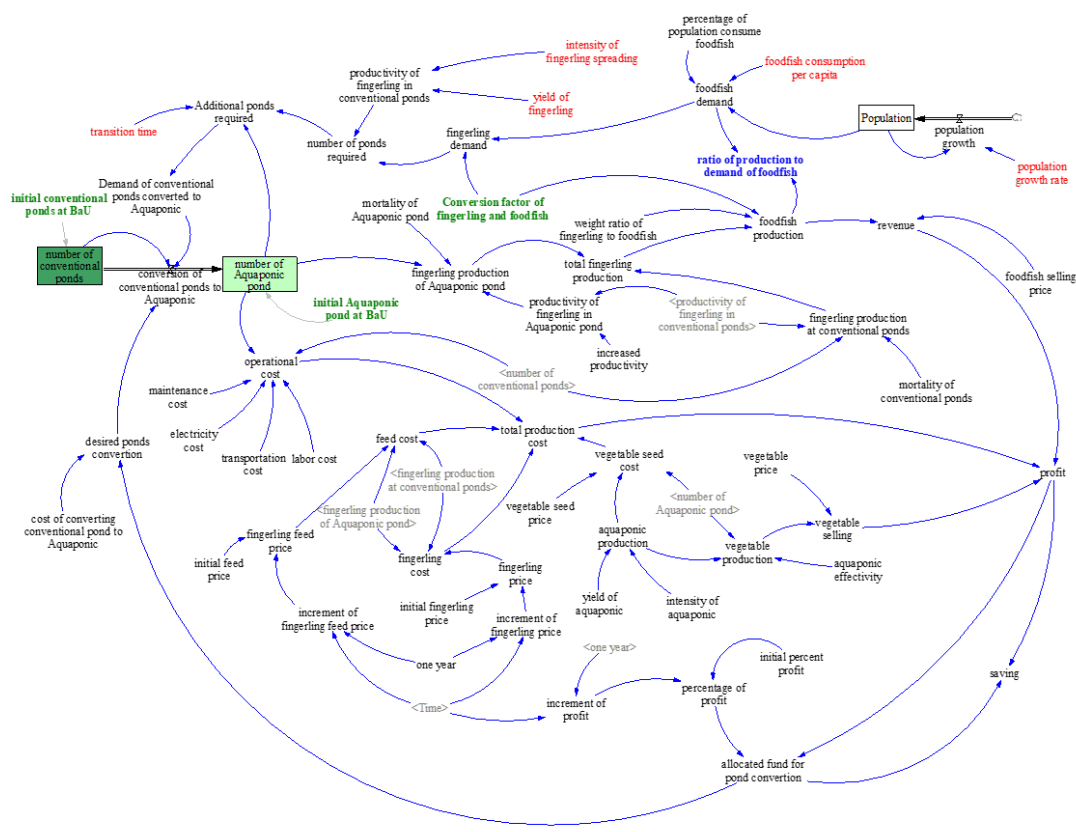 percentage of
population consume
foodfish
intensity of
fingerling spreading
foodfish consumption
per capita
productivity of
fingerling in
conventional ponds
foodfish
demand
yield of
fingerling
Additional ponds
required
transition time
Population
population
growth
number of ponds
required
fingerling
demand
ratio of production to
demand of foodfish
population
growth rate
Demand of conventional
ponds converted to
Aquaponic
initial conventional
ponds at BaU
mortality of
Aquaponic pond
Conversion factor of
fingerling and foodfish
weight ratio of
fingerling to foodfish
foodfish
production
revenue
number of
conventional
ponds
conversion of
conventional ponds to
Aquaponic
number of
Aquaponic
pond
fingerling production
of Aquaponic pond
total fingerling
production
foodfish selling
price
initial Aquaponic
pond at BaU
productivity of
fingerling in
Aquaponic pond
<productivity of
fingerling in
conventional ponds>
fingerling production
at conventional ponds
increased
productivity
operational
cost
<number of
conventional ponds>
mortality of
conventional ponds
maintenance
cost
electricity
cost
transportation
cost
labor cost
desired ponds
convertion
feed cost
total production
cost
vegetable seed
cost
vegetable
price
profit
<fingerling production
at conventional ponds>
<fingerling production
of Aquaponic pond>
vegetable seed
price
<number of
Aquaponic pond>
cost of converting
conventional pond to
Aquaponic
fingerling feed
price
aquaponic
production
vegetable
selling
initial feed
price
fingerling
cost
fingerling
price
vegetable
production
aquaponic
effectivity
yield of
aquaponic
intensity of
aquaponic
increment of
fingerling feed price
initial fingerling
price
increment of
fingerling price
one year
<one year>
initial percent
profit
saving
<Time>
increment of
profit
percentage of
profit
allocated fund for
pond convertion